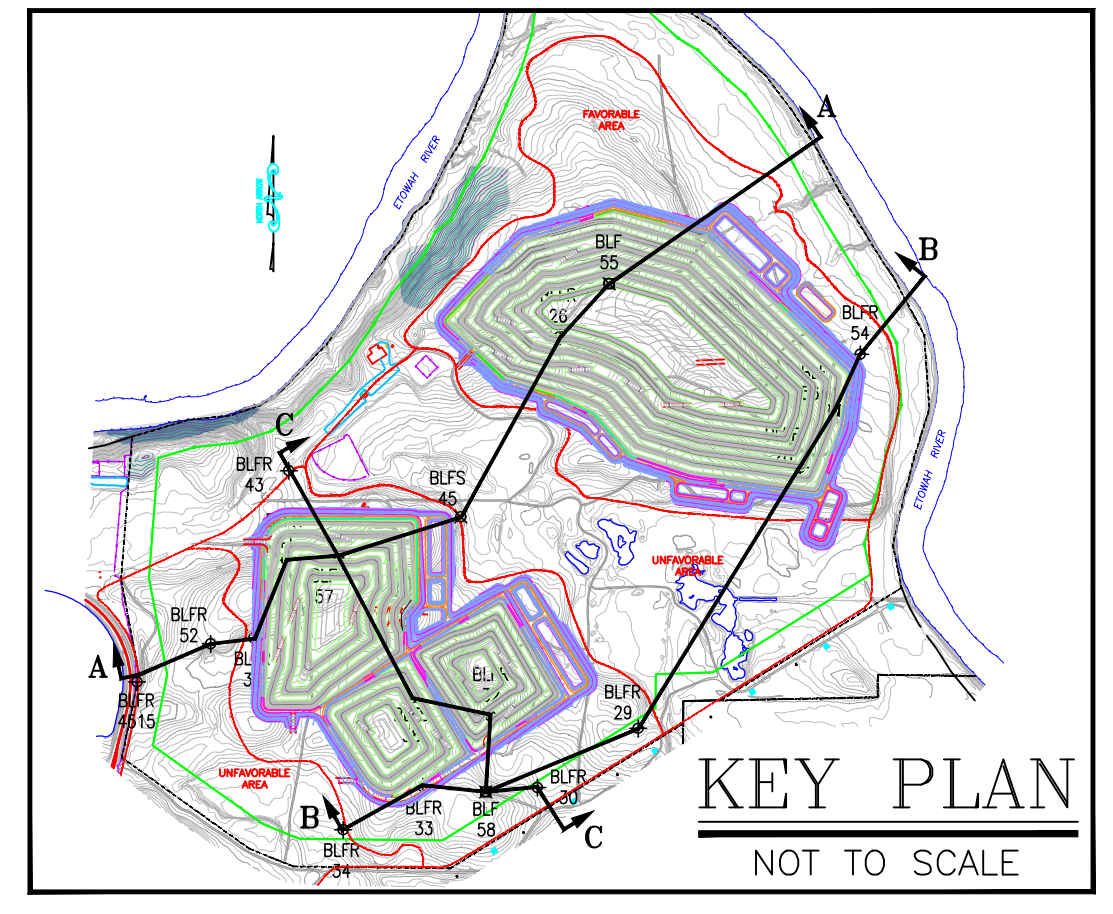 A
FAVORABLE
AREA
ETOWAH RIVER
B
BLF
55
26
BLFR
54
C
BLFR
43
BLFS
45
ETOWAH RIVER
UNFAVORABLE
AREA
57
BLFR
52
A
BLFR
4615
BLFR
29
UNFAVORABLE
AREA
B
BLFR
33
BLF
58
BLFR
30
C
BLFR
34
KEY PLAN
NOT TO SCALE